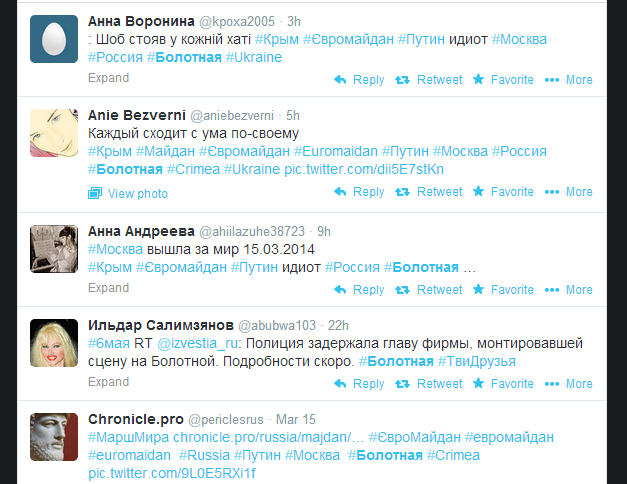 Анна Воронина @kpoxa2005 · 3h
: Шоб стояв у кожній хаті #Крым #Євромайдан #Путин идиот #Москва
#Россия #Болотная #Ukraine
Expand Reply Retweet Favorite More
Anie Bezverni @aniebezverni · 5h
Каждый сходит с ума по-своему
#Крым #Майдан #Євромайдан #Euromaidan #Путин #Москва #Россия
#Болотная #Crimea #Ukraine pic.twitter.com/dii5E7stKn
View photo Reply Retweet Favorite More
Анна Андреева @ahiilazuhe38723 · 9h
#Москва вышла за мир 15.03.2014
#Крым #Євромайдан #Путин идиот #Россия #Болотная ...
Expand Reply Retweet Favorite More
Ильдар Салимзянов @abubwa103 · 22h
#6мая RT @izvestia_ru: Полиция задержала главу фирмы, монтировавшей
сцену на Болотной. Подробности скоро. #Болотная #ТвиДрузья
Expand Reply Retweet Favorite More
Chronicle.pro @periclesrus · Mar 15
#МаршМира chronicle.pro/russia/majdan/... #ЄвроМайдан #евромайдан
#euromaidan #Russia #Путин #Москва #Болотная #Crimea
pic.twitter.com/9L0E5RXi1f